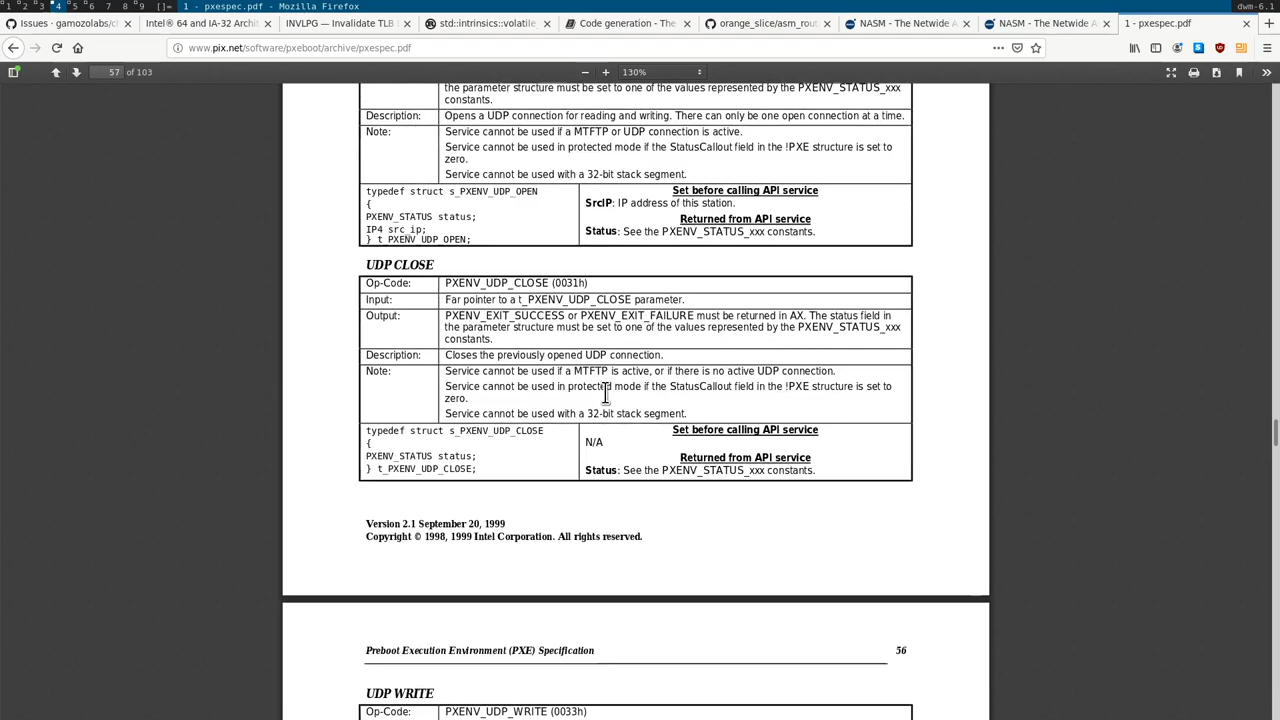 1 2 3 4 5 6 7 8 9 []= 1 - pxespec.pdf - Mozilla Firefox dwm-6.1
Issues · gamozolabs/c Intel® 64 and IA-32 Archit INVLPG — Invalidate TLB std::intrinsics::volatile Code generation - The orange_slice/asm_rout NASM - The Netwide A NASM - The Netwide A 1 - pxespec.pdf
www.pix.net/software/pxeboot/archive/pxespec.pdf
57 of 103 130%
the parameter structure must be set to one of the values represented by the PXENV_STATUS_xxx
constants.
Description: Opens a UDP connection for reading and writing. There can only be one open connection at a time.
Note: Service cannot be used if a MTFTP or UDP connection is active.
Service cannot be used in protected mode if the StatusCallout field in the !PXE structure is set to
zero.
Service cannot be used with a 32-bit stack segment.
typedef struct s_PXENV_UDP_OPEN
{
PXENV_STATUS status;
IP4 src_ip;
} t_PXENV_UDP_OPEN;
Set before calling API service
SrcIP: IP address of this station.
Returned from API service
Status: See the PXENV_STATUS_xxx constants.
UDP CLOSE
Op-Code: PXENV_UDP_CLOSE (0031h)
Input: Far pointer to a t_PXENV_UDP_CLOSE parameter.
Output: PXENV_EXIT_SUCCESS or PXENV_EXIT_FAILURE must be returned in AX. The status field in
the parameter structure must be set to one of the values represented by the PXENV_STATUS_xxx
constants.
Description: Closes the previously opened UDP connection.
Note: Service cannot be used if a MTFTP is active, or if there is no active UDP connection.
Service cannot be used in protected mode if the StatusCallout field in the !PXE structure is set to
zero.
Service cannot be used with a 32-bit stack segment.
typedef struct s_PXENV_UDP_CLOSE
{
PXENV_STATUS status;
} t_PXENV_UDP_CLOSE;
Set before calling API service
N/A
Returned from API service
Status: See the PXENV_STATUS_xxx constants.
Version 2.1 September 20, 1999
Copyright © 1998, 1999 Intel Corporation. All rights reserved.
Preboot Execution Environment (PXE) Specification 56
UDP WRITE
Op-Code: PXENV_UDP_WRITE (0033h)